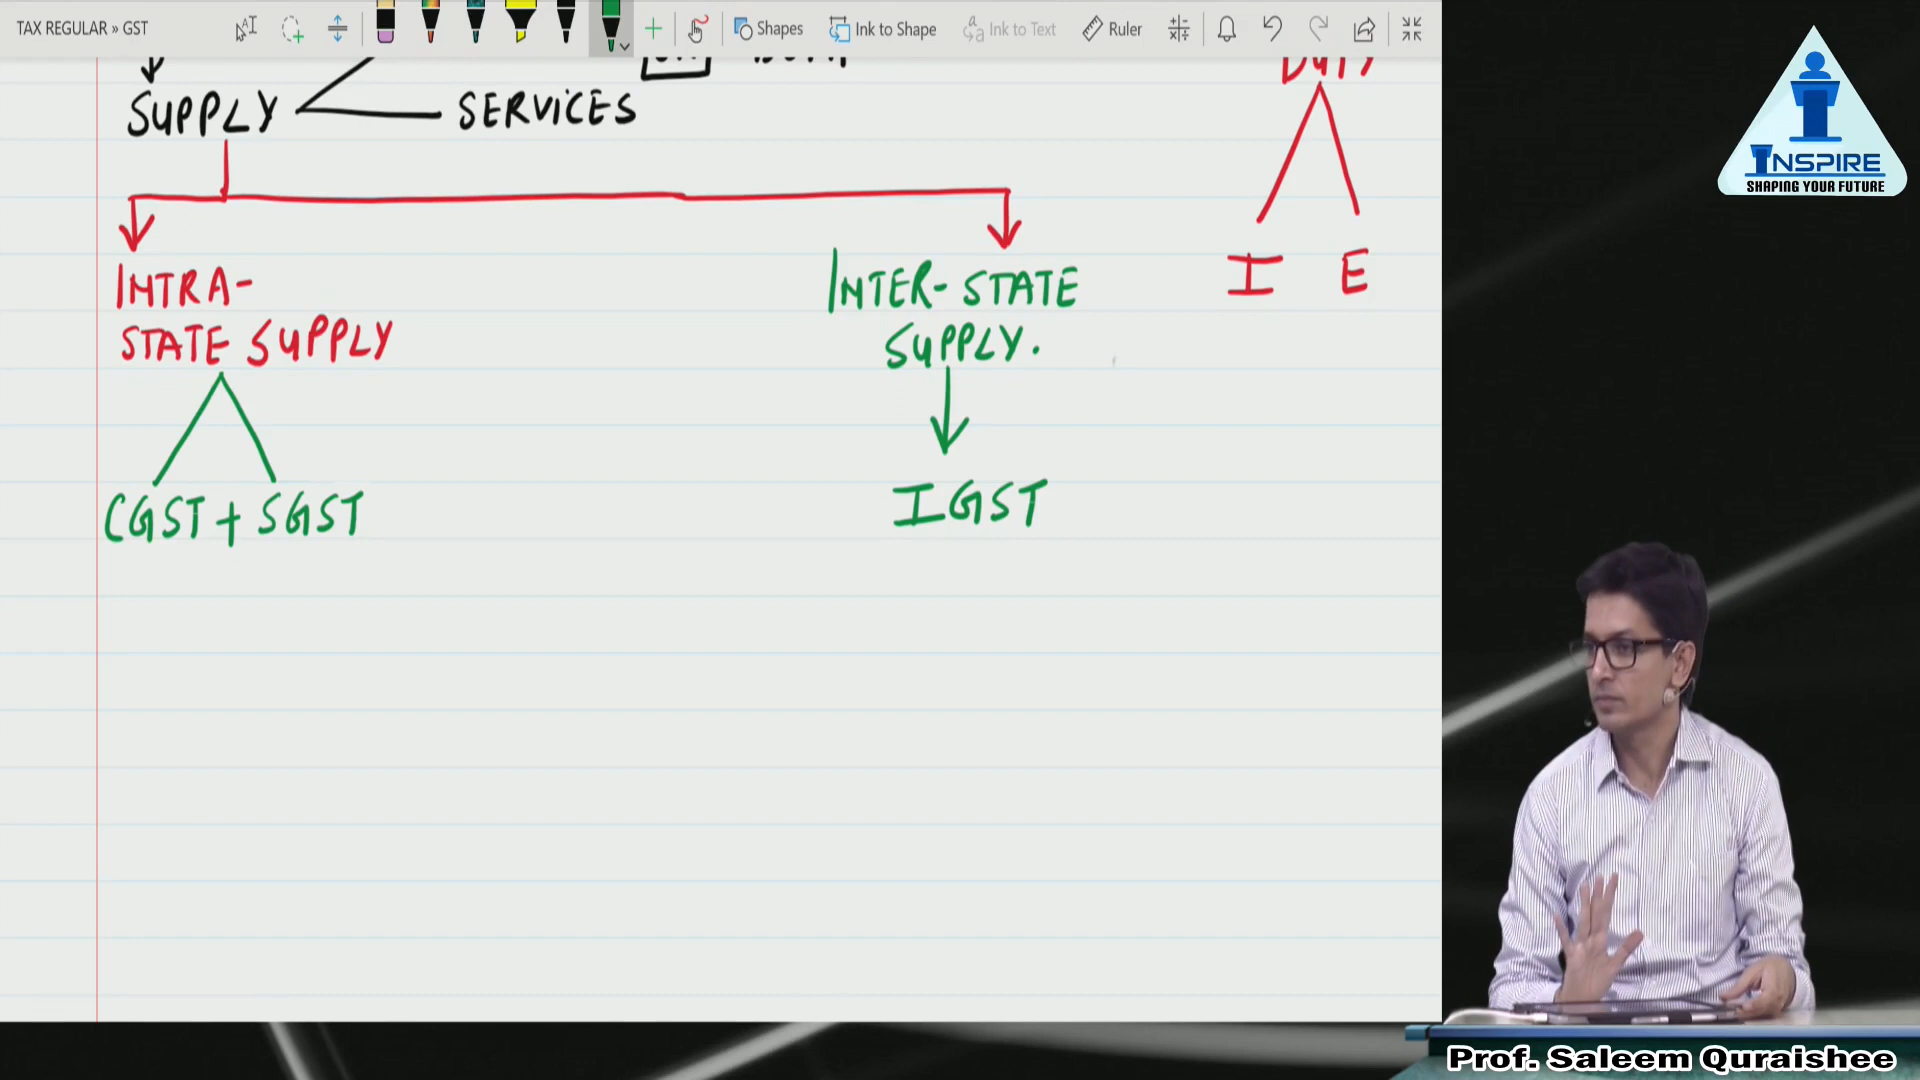 TAX REGULAR » GST
Shapes
Ink to Shape
Ink to Text
Ruler
DUTY
SUPPLY
SERVICES
INTRA-
STATE SUPPLY
INTER-STATE
SUPPLY.
I E
CGST + SGST
IGST
INSPIRE
SHAPING YOUR FUTURE
Prof. Saleem Quraishee